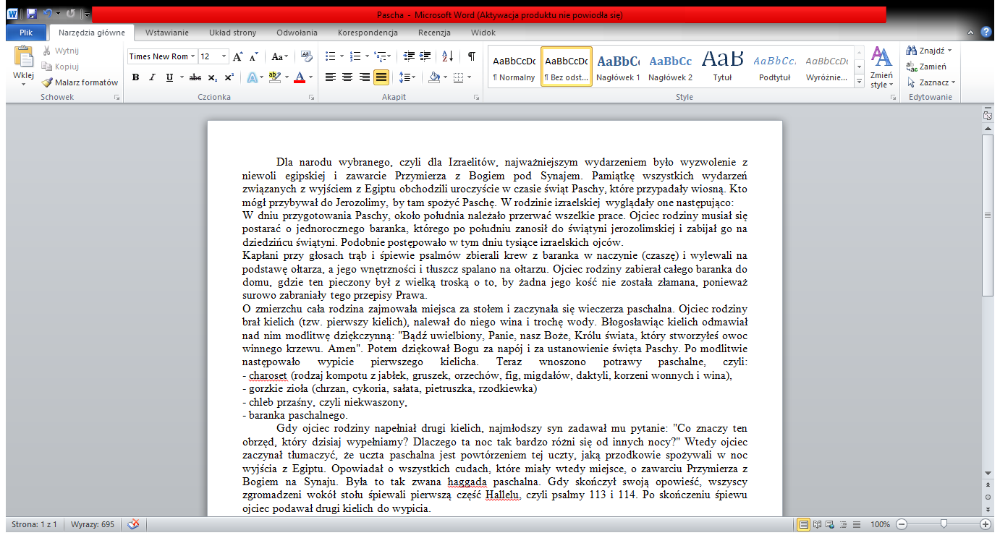 Pascha - Microsoft Word (Aktywacja produktu nie powiodła się)
Plik Narzędzia główne Wstawianie Układ strony Odwołania Korespondencja Recenzja Widok
Wklej
Wytnij
Kopiuj
Malarz formatów
Schowek
Times New Rom 12
Czcionka
Akapit
AaBbCcDc AaBbCcDc AaBbC AaBbCc AaB AaBbCc. AaBbCcDc
¶ Normalny ¶ Bez odst... Nagłówek 1 Nagłówek 2 Tytuł Podtytuł Wyróżnie...
Zmień style
Style
Znajdź
Zamień
Zaznacz
Edytowanie
Dla narodu wybranego, czyli dla Izraelitów, najważniejszym wydarzeniem było wyzwolenie z
niewoli egipskiej i zawarcie Przymierza z Bogiem pod Synajem. Pamiątkę wszystkich wydarzeń
związanych z wyjściem z Egiptu obchodzili uroczyście w czasie świąt Paschy, które przypadały wiosną. Kto
mógł przybywał do Jerozolimy, by tam spożyć Paschę. W rodzinie izraelskiej wyglądały one następująco:
W dniu przygotowania Paschy, około południa należało przerwać wszelkie prace. Ojciec rodziny musiał się
postarać o jednorocznego baranka, którego po południu zanosił do świątyni jerozolimskiej i zabijał go na
dziedzińcu świątyni. Podobnie postępowało w tym dniu tysiące izraelskich ojców.
Kapłani przy głosach trąb i śpiewie psalmów zbierali krew z baranka w naczynie (czaszę) i wylewali na
podstawę ołtarza, a jego wnętrzności i tłuszcz spalano na ołtarzu. Ojciec rodziny zabierał całego baranka do
domu, gdzie ten pieczony był z wielką troską o to, by żadna jego kość nie została złamana, ponieważ
surowo zabraniały tego przepisy Prawa.
O zmierzchu cała rodzina zajmowała miejsca za stołem i zaczynała się wieczerza paschalna. Ojciec rodziny
brał kielich (tzw. pierwszy kielich), nalewał do niego wina i trochę wody. Błogosławiąc kielich odmawiał
nad nim modlitwę dziękczynną: "Bądź uwielbiony, Panie, nasz Boże, Królu świata, który stworzyłeś owoc
winnego krzewu. Amen". Potem dziękował Bogu za napój i za ustanowienie święta Paschy. Po modlitwie
następowało wypicie pierwszego kielicha. Teraz wnoszono potrawy paschalne, czyli:
- charoset (rodzaj kompotu z jabłek, gruszek, orzechów, fig, migdałów, daktyli, korzeni wonnych i wina),
- gorzkie zioła (chrzan, cykoria, sałata, pietruszka, rzodkiewka)
- chleb przaśny, czyli niekwaszony,
- baranka paschalnego.
Gdy ojciec rodziny napełniał drugi kielich, najmłodszy syn zadawał mu pytanie: "Co znaczy ten
obrzęd, który dzisiaj wypełniamy? Dlaczego ta noc tak bardzo różni się od innych nocy?" Wtedy ojciec
zaczynał tłumaczyć, że uczta paschalna jest powtórzeniem tej uczty, jaką przodkowie spożywali w noc
wyjścia z Egiptu. Opowiadał o wszystkich cudach, które miały wtedy miejsce, o zawarciu Przymierza z
Bogiem na Synaju. Była to tak zwana haggada paschalna. Gdy skończył swoją opowieść, wszyscy
zgromadzeni wokół stołu śpiewali pierwszą część Hallelu, czyli psalmy 113 i 114. Po skończeniu śpiewu
ojciec podawał drugi kielich do wypicia.
Strona: 1 z 1 Wyrazy: 695 100%